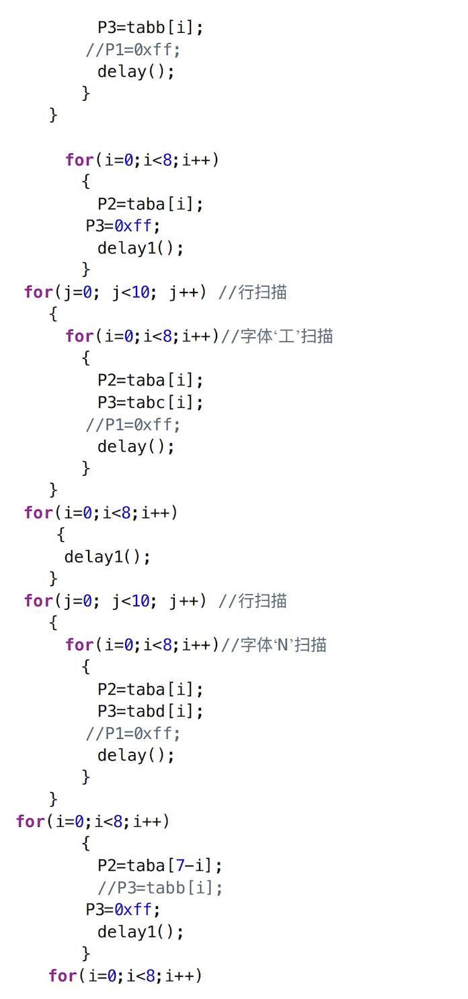 P3=tabb[i];
//P1=0xff;
delay();
}
}
for(i=0;i<8;i++)
{
P2=taba[i];
P3=0xff;
delay1();
}
for(j=0; j<10; j++) //行扫描
{
for(i=0;i<8;i++)//字体‘工’扫描
{
P2=taba[i];
P3=tabc[i];
//P1=0xff;
delay();
}
}
for(i=0;i<8;i++)
{
delay1();
}
for(j=0; j<10; j++) //行扫描
{
for(i=0;i<8;i++)//字体‘N’扫描
{
P2=taba[i];
P3=tabd[i];
//P1=0xff;
delay();
}
}
for(i=0;i<8;i++)
{
P2=taba[7-i];
//P3=tabb[i];
P3=0xff;
delay1();
}
for(i=0;i<8;i++)